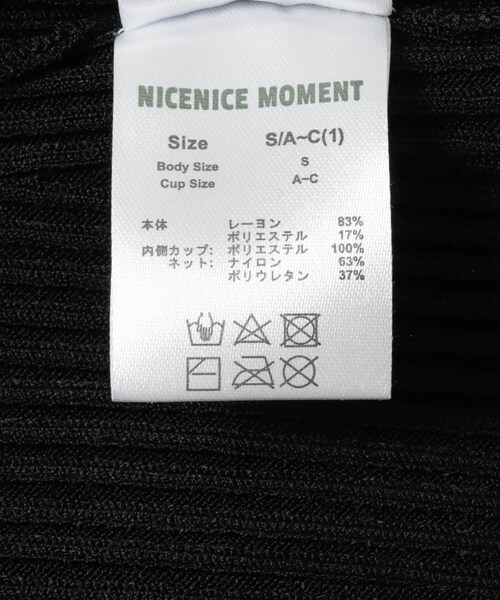 NICENICE MOMENT
Size S/A~C(1)
Body Size S
Cup Size A~C
本体 レーヨン 83%
ポリエステル 17%
内側カップ: ポリエステル 100%
ネット: ナイロン 63%
ポリウレタン 37%